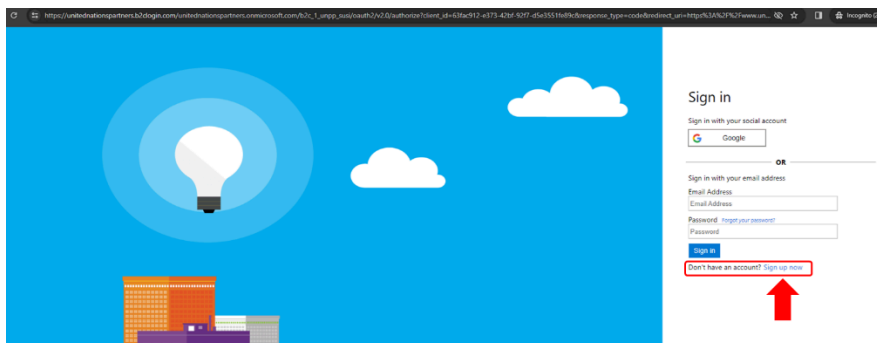 https://unitednationspartners.b2clogin.com/unitednationspartners.onmicrosoft.com/b2c_1_unpp_susi/oauth2/v2.0/authorize?client_id=63fac912-e373-42bf-92f7-d5e3551fe89c&response_type=code&redirect_uri=https%3A%2F%2Fwww.un... Incognito
Sign in
Sign in with your social account
Google
OR
Sign in with your email address
Email Address
Email Address
Password Forgot your password?
Password
Sign in
Don't have an account? Sign up now